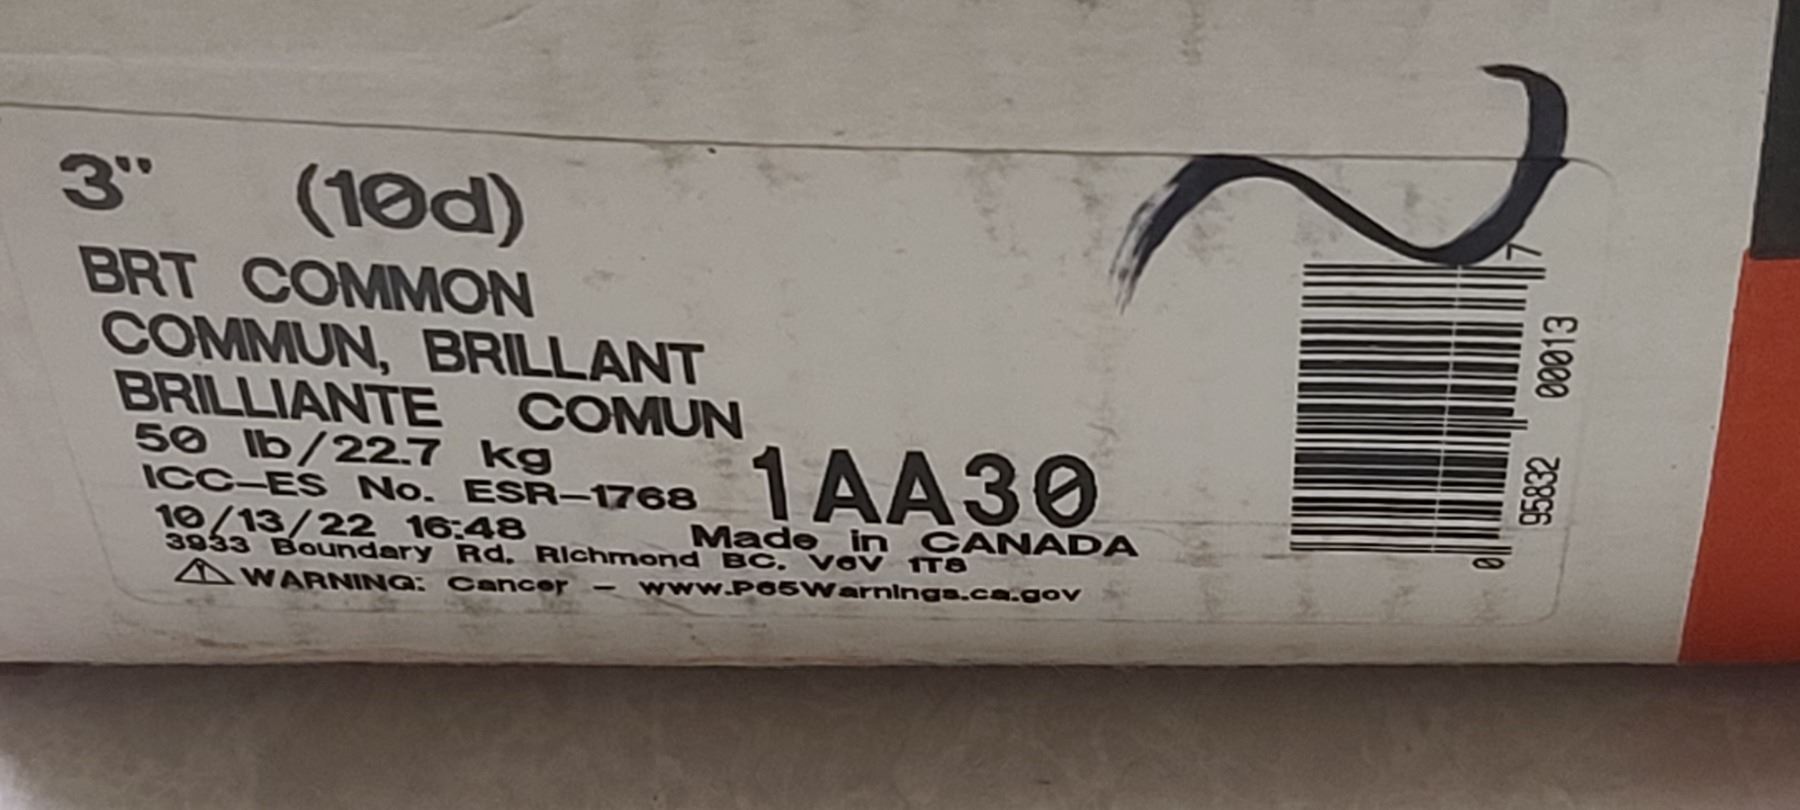 3" (10d)
BRT COMMON
COMMUN, BRILLANT
BRILLIANTE COMUN
50 lb/22.7 kg
1AA30
ICC-ES No. ESR-1768
10/13/22 16:48 Made in CANADA
3933 Boundary Rd. Richmond BC. V6V 1T8
⚠ WARNING: Cancer - www.P65Warnings.ca.gov
0 95832 00013 7